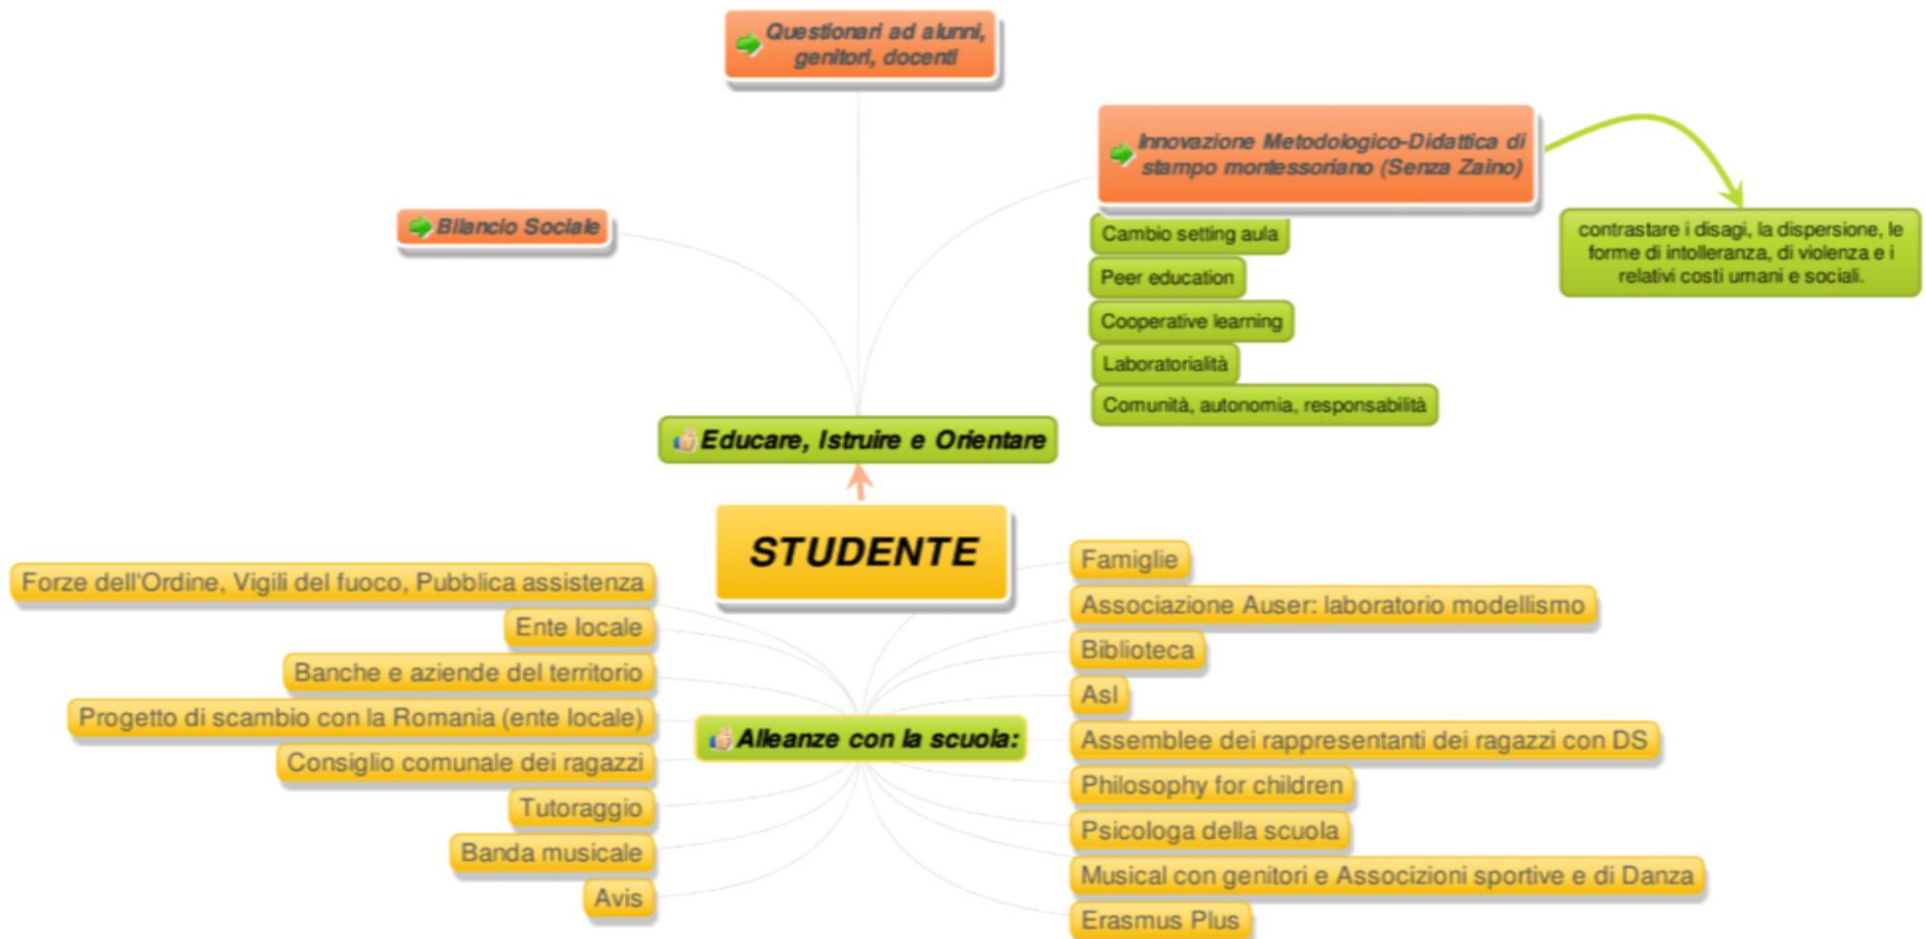 Questionari ad alunni,
genitori, docenti
Innovazione Metodologico-Didattica di
stampo montessoriano (Senza Zaino)
Bilancio Sociale
Cambio setting aula
Peer education
Cooperative learning
Laboratorialità
Comunità, autonomia, responsabilità
contrastare i disagi, la dispersione, le
forme di intolleranza, di violenza e i
relativi costi umani e sociali.
Educare, Istruire e Orientare
STUDENTE
Forze dell'Ordine, Vigili del fuoco, Pubblica assistenza
Ente locale
Banche e aziende del territorio
Progetto di scambio con la Romania (ente locale)
Consiglio comunale dei ragazzi
Tutoraggio
Banda musicale
Avis
Alleanze con la scuola:
Famiglie
Associazione Auser: laboratorio modellismo
Biblioteca
Asl
Assemblee dei rappresentanti dei ragazzi con DS
Philosophy for children
Psicologa della scuola
Musical con genitori e Associzioni sportive e di Danza
Erasmus Plus